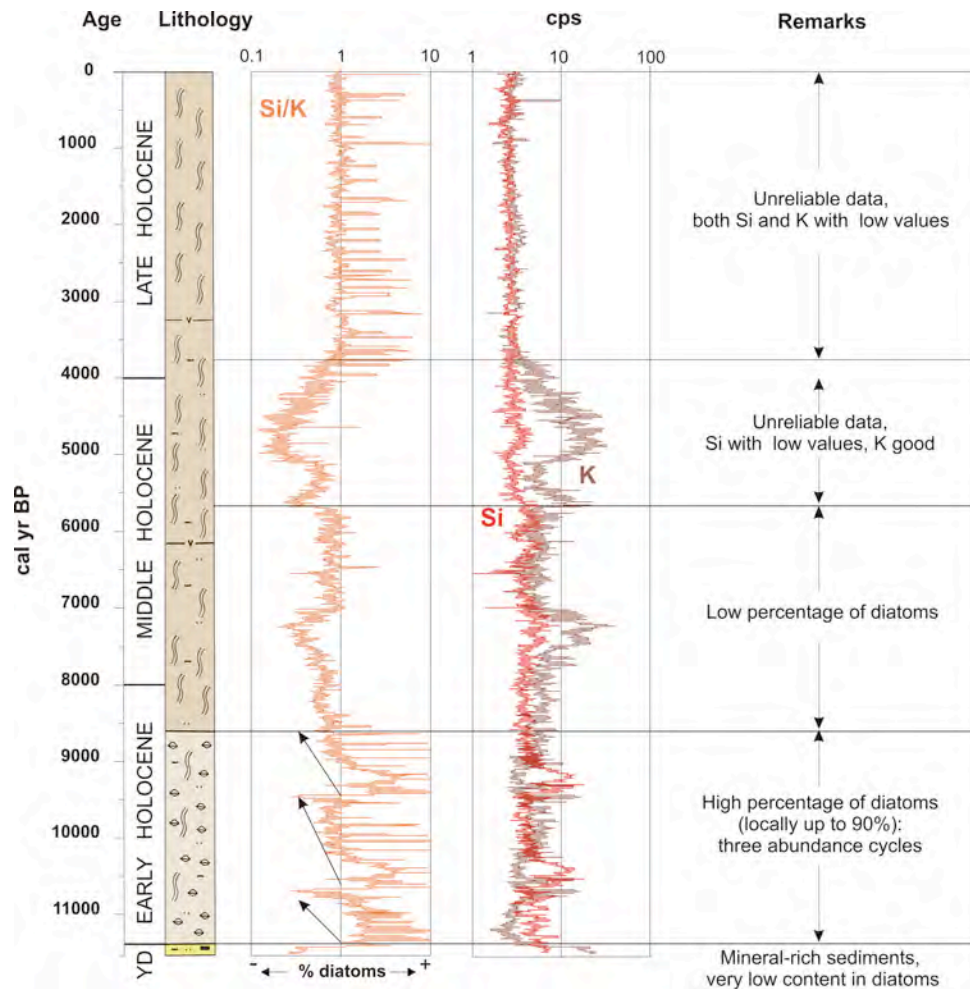 Age Lithology cps Remarks
0.1 1 10 1 10 100
0
Si/K
1000
2000
3000
4000
5000
6000
7000
8000
9000
10000
11000
cal yr BP
LATE HOLOCENE
MIDDLE HOLOCENE
EARLY HOLOCENE
YD
v
v
K
Si
Unreliable data,
both Si and K with low values
Unreliable data,
Si with low values, K good
Low percentage of diatoms
High percentage of diatoms
(locally up to 90%):
three abundance cycles
Mineral-rich sediments,
very low content in diatoms
- % diatoms +